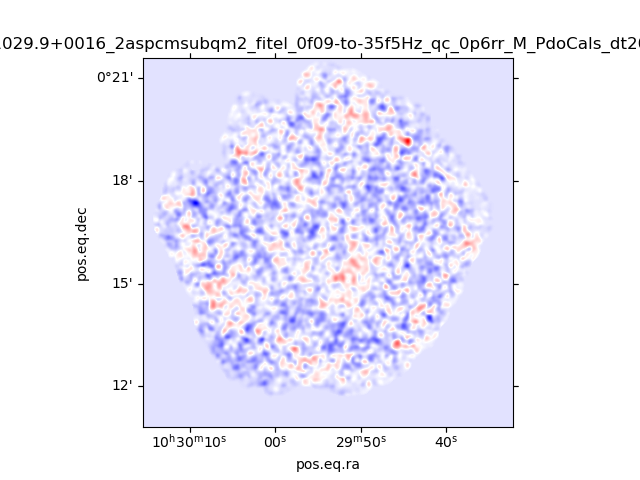 1029.9+0016_2aspcmsubqm2_fitel_0f09-to-35f5Hz_qc_0p6rr_M_PdoCals_dt20
0°21'
18'
15'
12'
pos.eq.dec
10ʰ30ᵐ10ˢ 00ˢ 29ᵐ50ˢ 40ˢ
pos.eq.ra